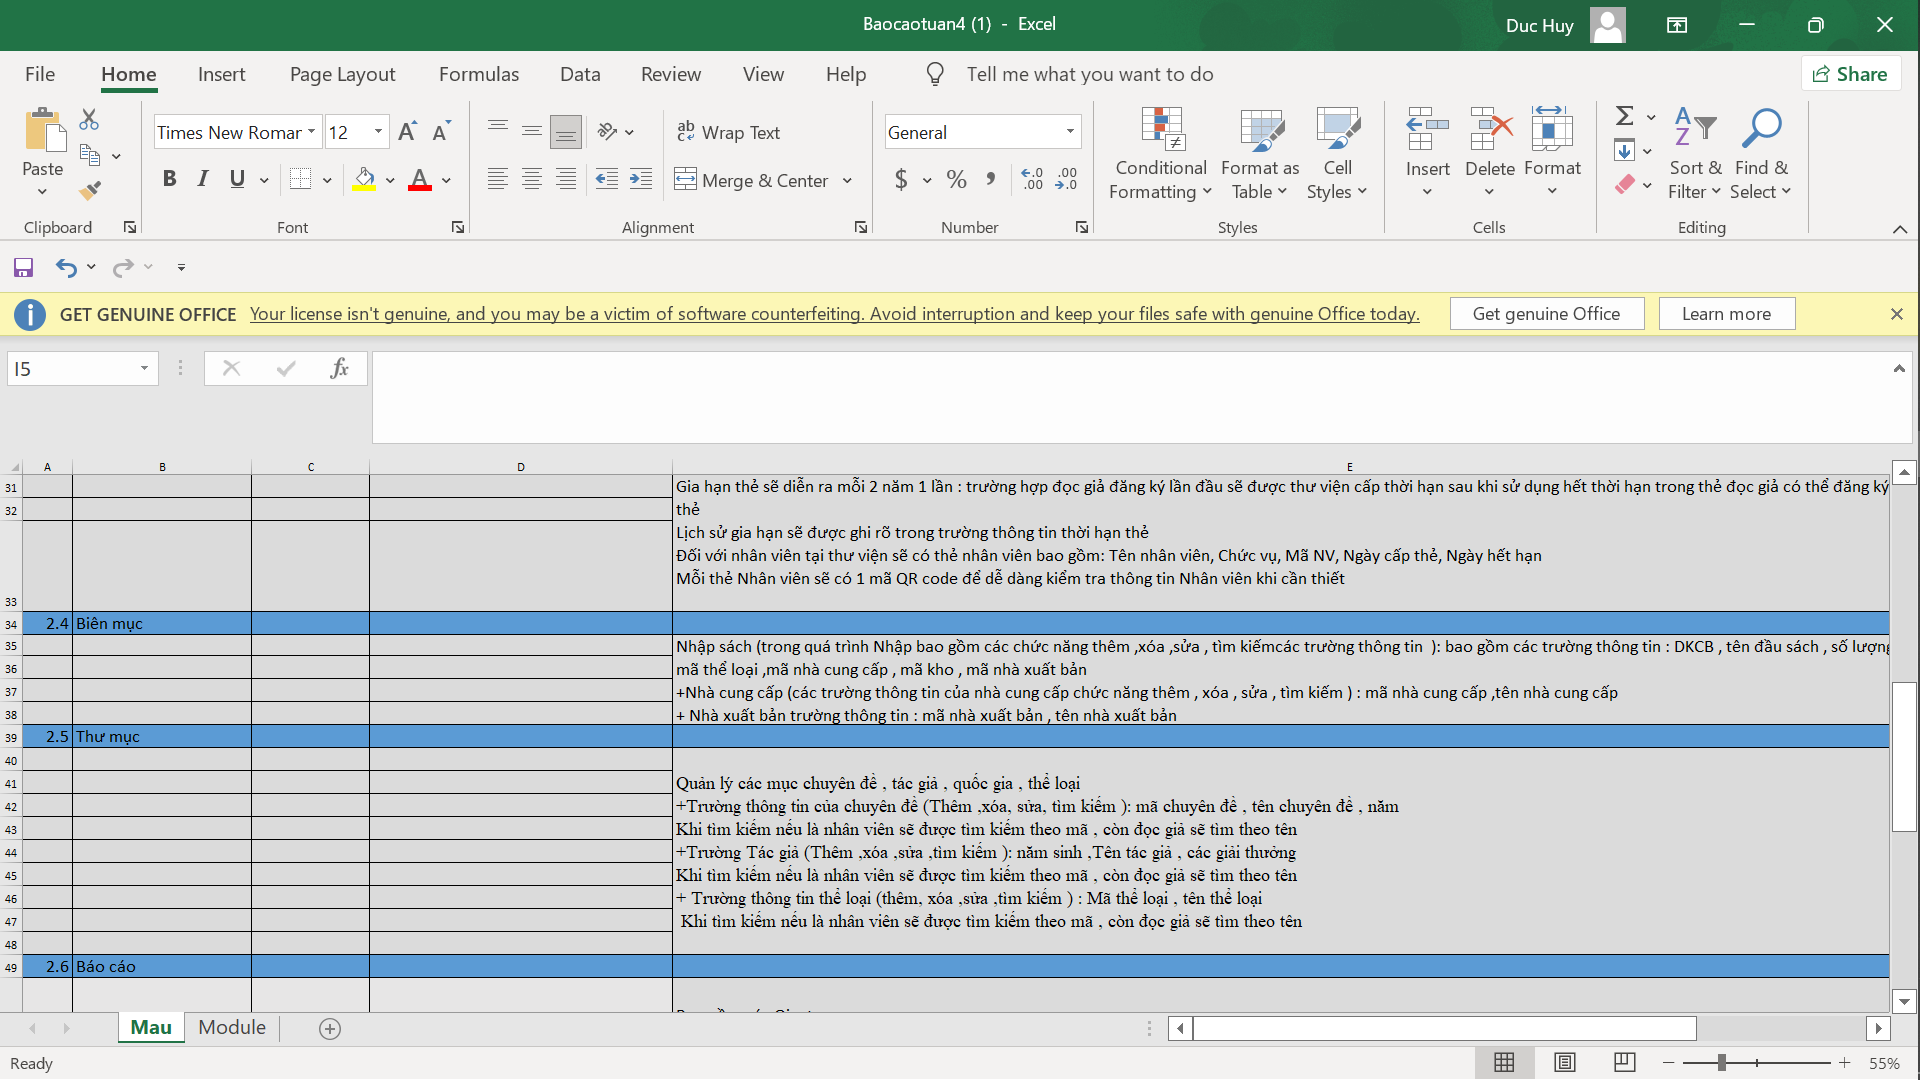 Baocaotuan4 (1) - Excel
Duc Huy
File Home Insert Page Layout Formulas Data Review View Help Tell me what you want to do
Share
Paste
Times New Roman 12
Wrap Text
Merge & Center
General
Conditional Formatting
Format as Table
Cell Styles
Insert Delete Format
Sort & Filter
Find & Select
Clipboard Font Alignment Number Styles Cells Editing
GET GENUINE OFFICE Your license isn't genuine, and you may be a victim of software counterfeiting. Avoid interruption and keep your files safe with genuine Office today. Get genuine Office Learn more
I5 fx
A B C D E
31 Gia hạn thẻ sẽ diễn ra mỗi 2 năm 1 lần : trường hợp đọc giả đăng ký lần đầu sẽ được thư viện cấp thời hạn sau khi sử dụng hết thời hạn trong thẻ đọc giả có thể đăng ký
32 thẻ
Lịch sử gia hạn sẽ được ghi rõ trong trường thông tin thời hạn thẻ
Đối với nhân viên tại thư viện sẽ có thẻ nhân viên bao gồm: Tên nhân viên, Chức vụ, Mã NV, Ngày cấp thẻ, Ngày hết hạn
Mỗi thẻ Nhân viên sẽ có 1 mã QR code để dễ dàng kiểm tra thông tin Nhân viên khi cần thiết
33
34 2.4 Biên mục
35 Nhập sách (trong quá trình Nhập bao gồm các chức năng thêm ,xóa ,sửa , tìm kiếmcác trường thông tin ): bao gồm các trường thông tin : DKCB , tên đầu sách , số lượng
36 mã thể loại ,mã nhà cung cấp , mã kho , mã nhà xuất bản
37 +Nhà cung cấp (các trường thông tin của nhà cung cấp chức năng thêm , xóa , sửa , tìm kiếm ) : mã nhà cung cấp ,tên nhà cung cấp
38 + Nhà xuất bản trường thông tin : mã nhà xuất bản , tên nhà xuất bản
39 2.5 Thư mục
40
41 Quản lý các mục chuyên đề , tác giả , quốc gia , thể loại
42 +Trường thông tin của chuyên đề (Thêm ,xóa, sửa, tìm kiếm ): mã chuyên đề , tên chuyên đề , năm
43 Khi tìm kiếm nếu là nhân viên sẽ được tìm kiếm theo mã , còn đọc giả sẽ tìm theo tên
44 +Trường Tác giả (Thêm ,xóa ,sửa ,tìm kiếm ): năm sinh ,Tên tác giả , các giải thưởng
45 Khi tìm kiếm nếu là nhân viên sẽ được tìm kiếm theo mã , còn đọc giả sẽ tìm theo tên
46 + Trường thông tin thể loại (thêm, xóa ,sửa ,tìm kiếm ) : Mã thể loại , tên thể loại
47 Khi tìm kiếm nếu là nhân viên sẽ được tìm kiếm theo mã , còn đọc giả sẽ tìm theo tên
48
49 2.6 Báo cáo
Mau Module
Ready
55%